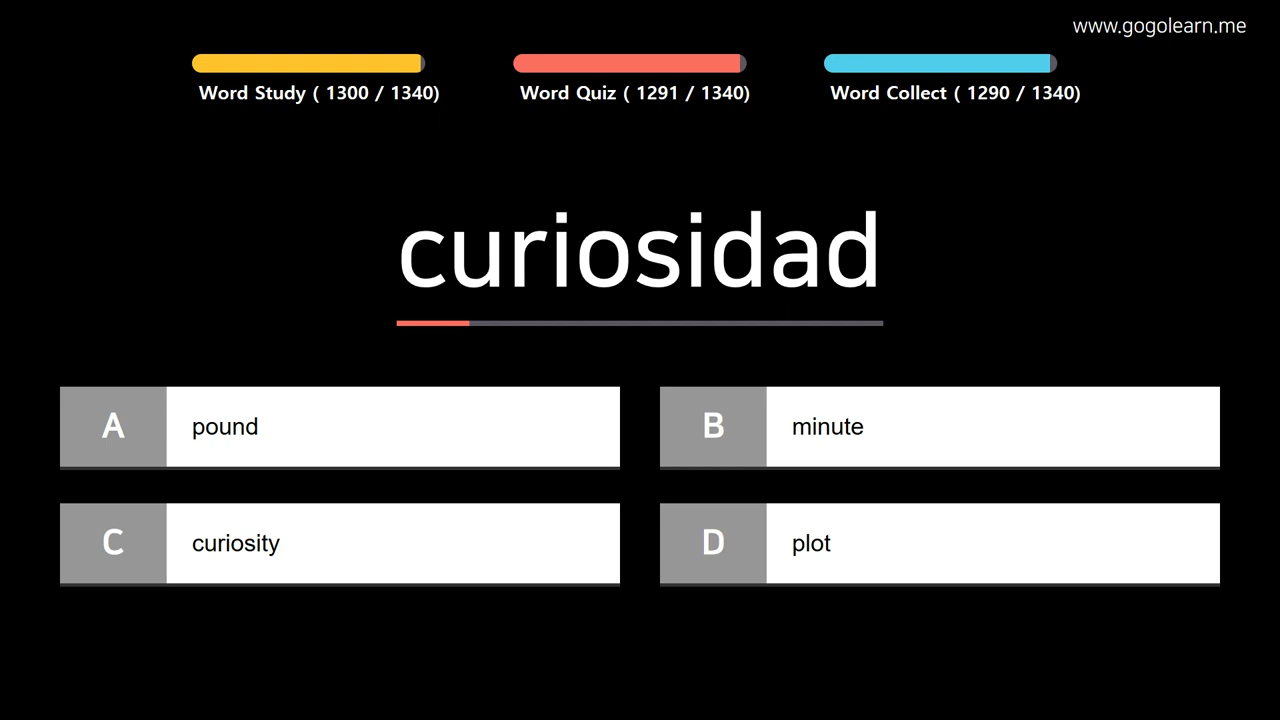 www.gogolearn.me
Word Study ( 1300 / 1340)
Word Quiz ( 1291 / 1340)
Word Collect ( 1290 / 1340)
curiosidad
A pound
B minute
C curiosity
D plot